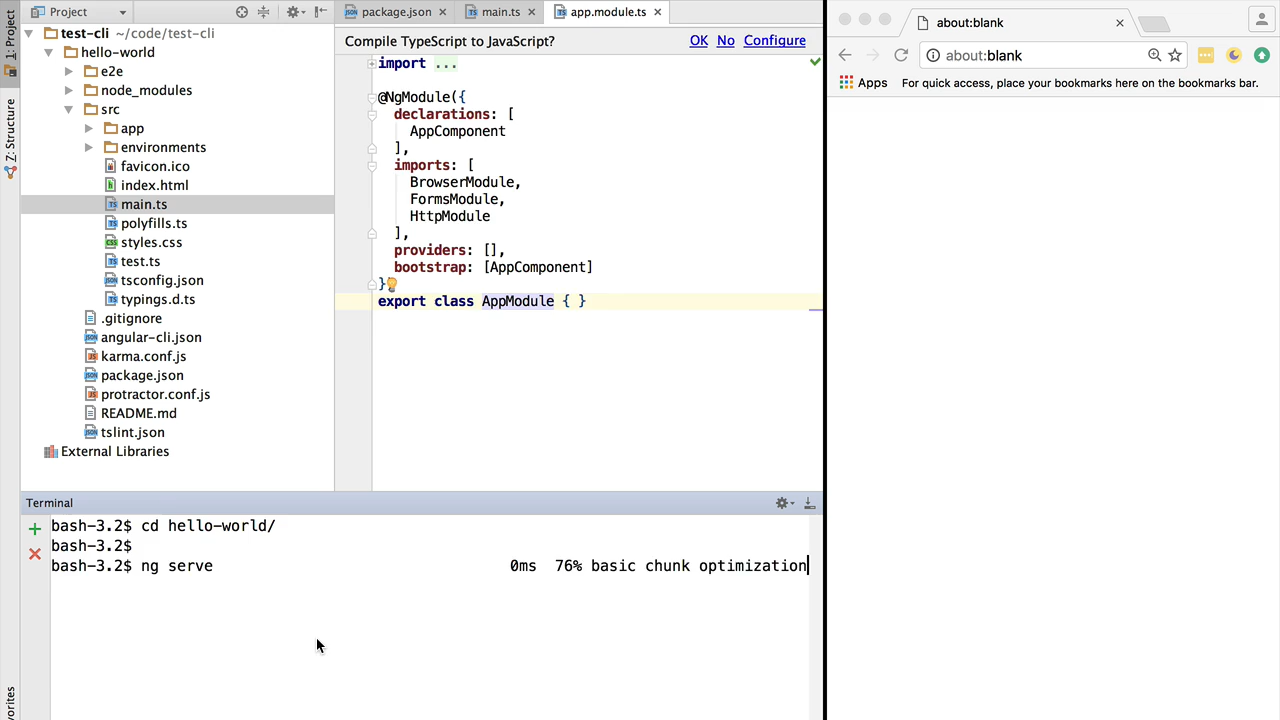 Project
package.json
main.ts
app.module.ts
about:blank
1: Project
Z: Structure
vorites
test-cli ~/code/test-cli
hello-world
e2e
node_modules
src
app
environments
favicon.ico
index.html
main.ts
polyfills.ts
styles.css
test.ts
tsconfig.json
typings.d.ts
.gitignore
angular-cli.json
karma.conf.js
package.json
protractor.conf.js
README.md
tslint.json
External Libraries
Compile TypeScript to JavaScript? OK No Configure
import ...
@NgModule({
declarations: [
AppComponent
],
imports: [
BrowserModule,
FormsModule,
HttpModule
],
providers: [],
bootstrap: [AppComponent]
})
export class AppModule { }
about:blank
Apps For quick access, place your bookmarks here on the bookmarks bar.
Terminal
bash-3.2$ cd hello-world/
bash-3.2$
bash-3.2$ ng serve 0ms 76% basic chunk optimization